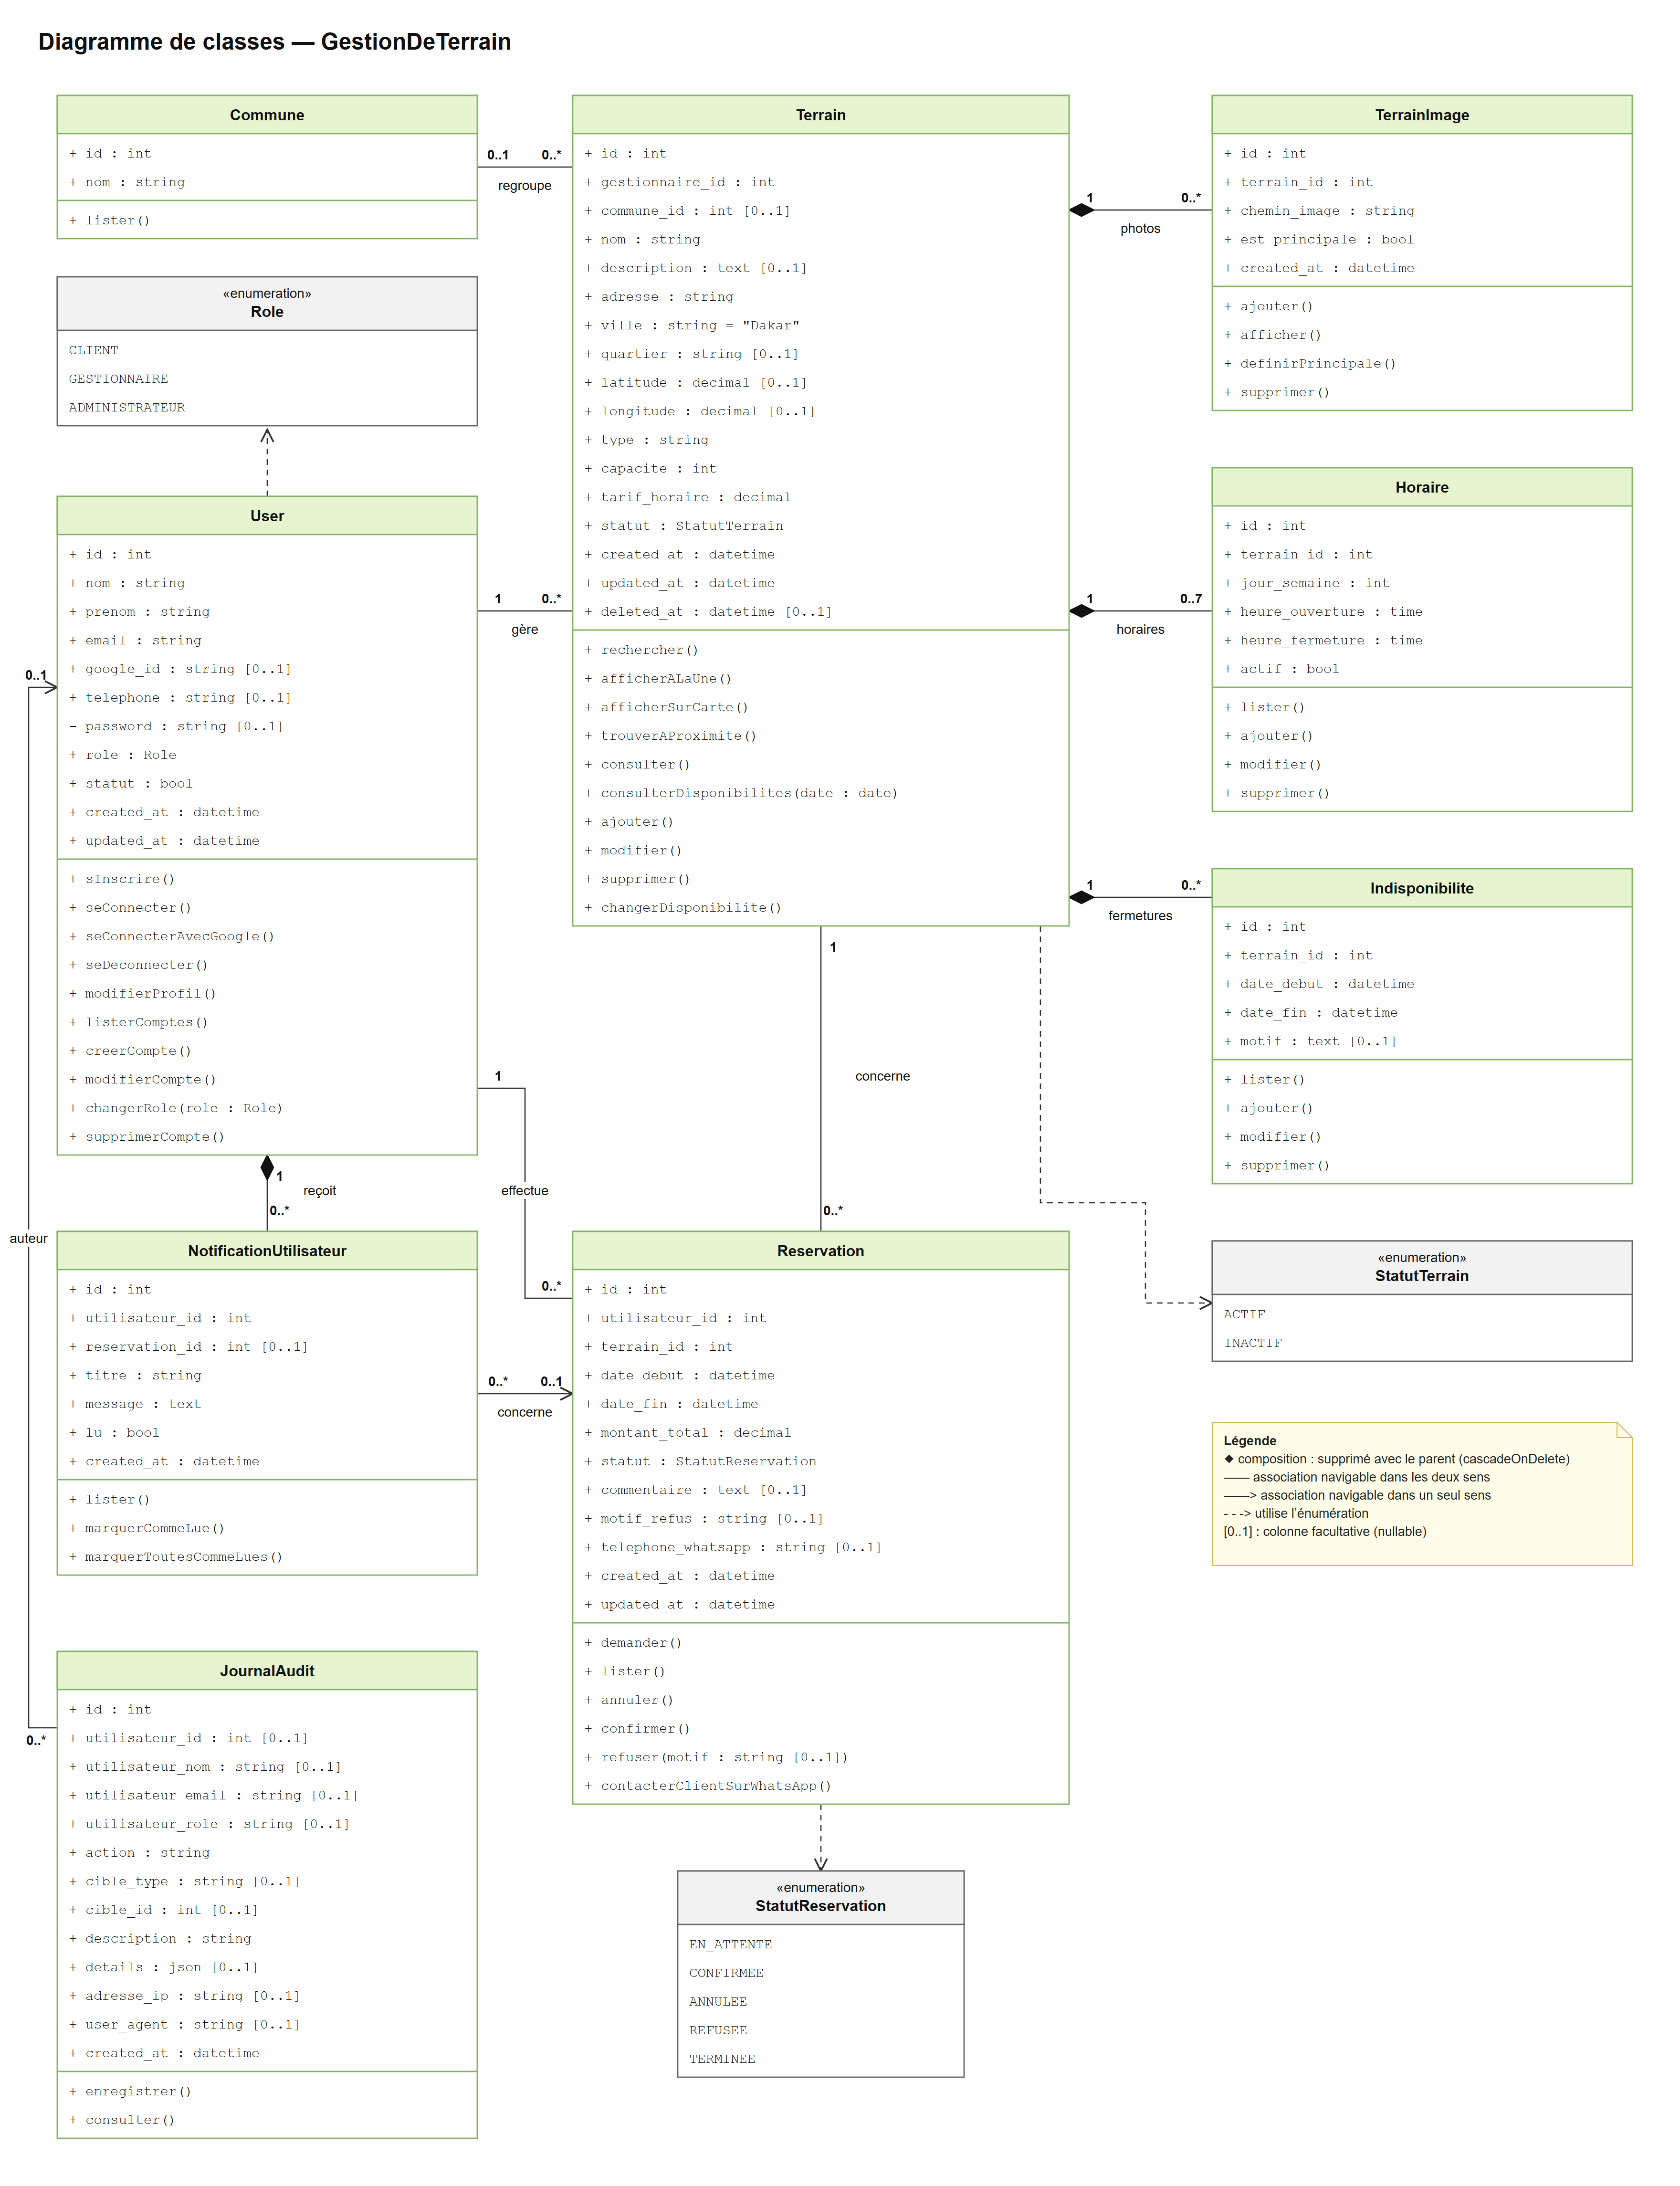 Diagramme de classes — GestionDeTerrain
Commune
+ id : int
+ nom : string
+ lister()
0..1
0..*
regroupe
«enumeration»
Role
CLIENT
GESTIONNAIRE
ADMINISTRATEUR
User
+ id : int
+ nom : string
+ prenom : string
+ email : string
+ google_id : string [0..1]
+ telephone : string [0..1]
- password : string [0..1]
+ role : Role
+ statut : bool
+ created_at : datetime
+ updated_at : datetime
+ sInscrire()
+ seConnecter()
+ seConnecterAvecGoogle()
+ seDeconnecter()
+ modifierProfil()
+ listerComptes()
+ creerCompte()
+ modifierCompte()
+ changerRole(role : Role)
+ supprimerCompte()
1
0..*
gère
0..1
auteur
0..*
1
reçoit
0..*
1
effectue
0..*
Terrain
+ id : int
+ gestionnaire_id : int
+ commune_id : int [0..1]
+ nom : string
+ description : text [0..1]
+ adresse : string
+ ville : string = "Dakar"
+ quartier : string [0..1]
+ latitude : decimal [0..1]
+ longitude : decimal [0..1]
+ type : string
+ capacite : int
+ tarif_horaire : decimal
+ statut : StatutTerrain
+ created_at : datetime
+ updated_at : datetime
+ deleted_at : datetime [0..1]
+ rechercher()
+ afficherALaUne()
+ afficherSurCarte()
+ trouverAProximite()
+ consulter()
+ consulterDisponibilites(date : date)
+ ajouter()
+ modifier()
+ supprimer()
+ changerDisponibilite()
1
concerne
0..*
1
0..*
photos
TerrainImage
+ id : int
+ terrain_id : int
+ chemin_image : string
+ est_principale : bool
+ created_at : datetime
+ ajouter()
+ afficher()
+ definirPrincipale()
+ supprimer()
1
0..7
horaires
Horaire
+ id : int
+ terrain_id : int
+ jour_semaine : int
+ heure_ouverture : time
+ heure_fermeture : time
+ actif : bool
+ lister()
+ ajouter()
+ modifier()
+ supprimer()
1
0..*
fermetures
Indisponibilite
+ id : int
+ terrain_id : int
+ date_debut : datetime
+ date_fin : datetime
+ motif : text [0..1]
+ lister()
+ ajouter()
+ modifier()
+ supprimer()
NotificationUtilisateur
+ id : int
+ utilisateur_id : int
+ reservation_id : int [0..1]
+ titre : string
+ message : text
+ lu : bool
+ created_at : datetime
+ lister()
+ marquerCommeLue()
+ marquerToutesCommeLues()
0..*
0..1
concerne
Reservation
+ id : int
+ utilisateur_id : int
+ terrain_id : int
+ date_debut : datetime
+ date_fin : datetime
+ montant_total : decimal
+ statut : StatutReservation
+ commentaire : text [0..1]
+ motif_refus : string [0..1]
+ telephone_whatsapp : string [0..1]
+ created_at : datetime
+ updated_at : datetime
+ demander()
+ lister()
+ annuler()
+ confirmer()
+ refuser(motif : string [0..1])
+ contacterClientSurWhatsApp()
«enumeration»
StatutTerrain
ACTIF
INACTIF
Légende
◆ composition : supprimé avec le parent (cascadeOnDelete)
—— association navigable dans les deux sens
——> association navigable dans un seul sens
- - -> utilise l'énumération
[0..1] : colonne facultative (nullable)
JournalAudit
+ id : int
+ utilisateur_id : int [0..1]
+ utilisateur_nom : string [0..1]
+ utilisateur_email : string [0..1]
+ utilisateur_role : string [0..1]
+ action : string
+ cible_type : string [0..1]
+ cible_id : int [0..1]
+ description : string
+ details : json [0..1]
+ adresse_ip : string [0..1]
+ user_agent : string [0..1]
+ created_at : datetime
+ enregistrer()
+ consulter()
«enumeration»
StatutReservation
EN_ATTENTE
CONFIRMEE
ANNULEE
REFUSEE
TERMINEE